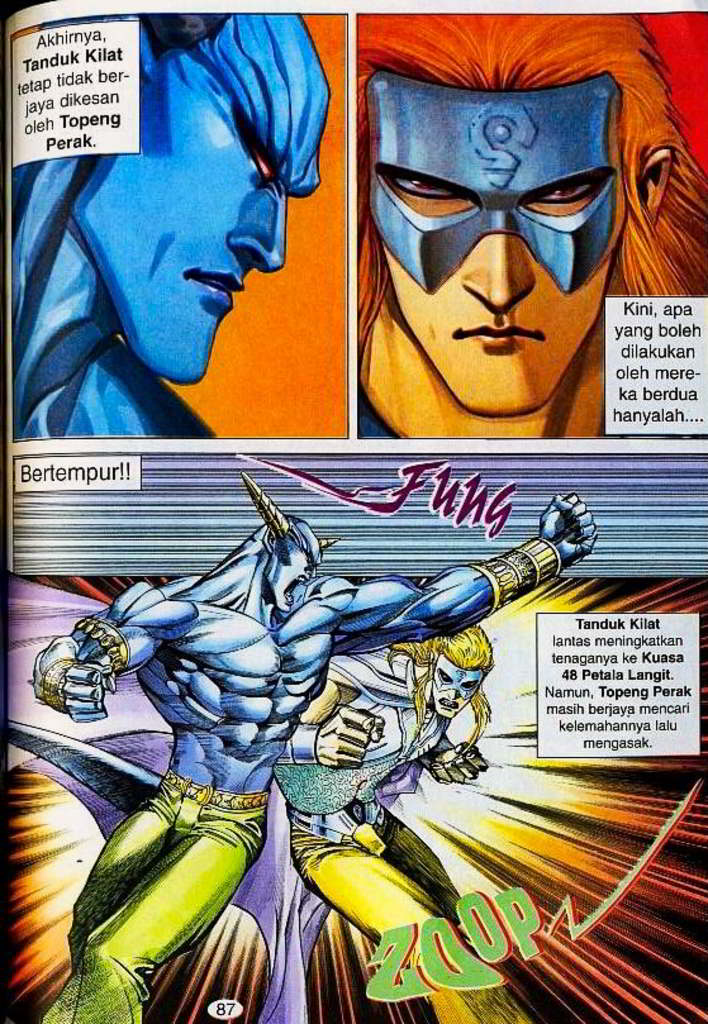 Akhirnya,
Tanduk Kilat
tetap tidak ber-
jaya dikesan
oleh Topeng
Perak.
Kini, apa
yang boleh
dilakukan
oleh mere-
ka berdua
hanyalah....
Bertempur!!
FUNG
Tanduk Kilat
lantas meningkatkan
tenaganya ke Kuasa
48 Petala Langit.
Namun, Topeng Perak
masih berjaya mencari
kelemahannya lalu
mengasak.
ZOOP
87